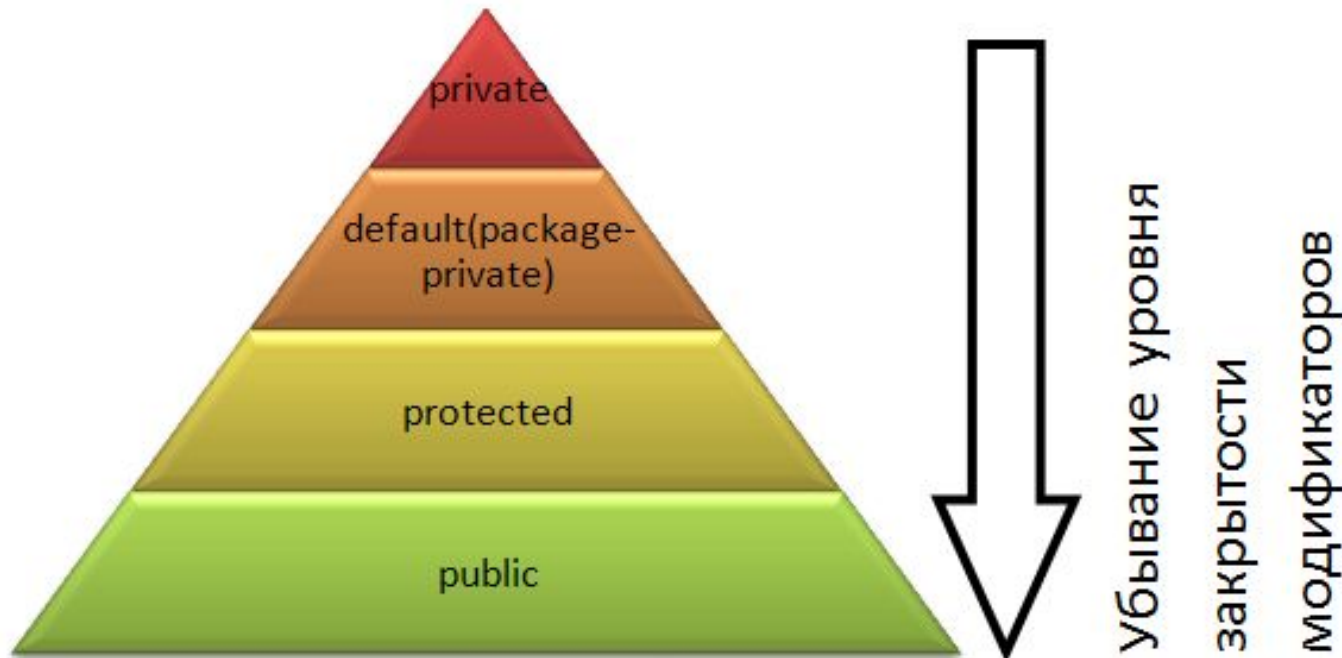 private
default(package-
private)
protected
public
Убывание уровня
закрытости
модификаторов